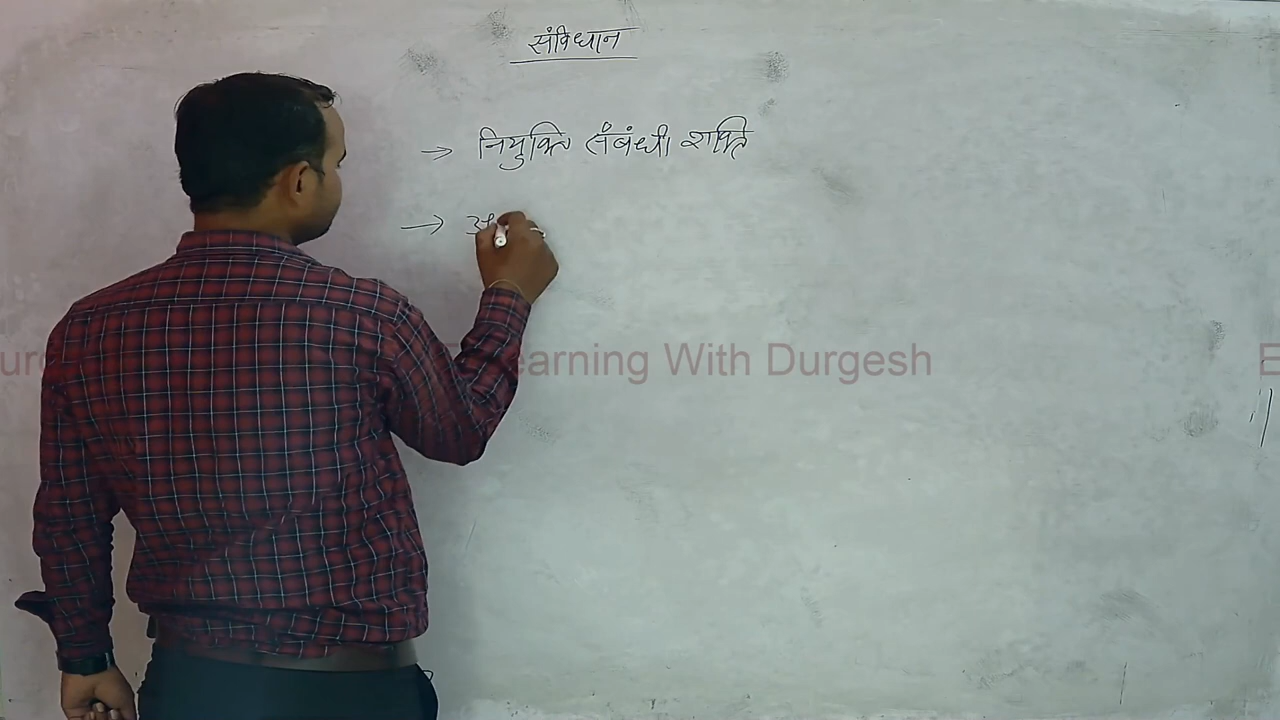 संविधान
→ नियुक्ति संबंधी शक्ति
→ अ
Learning With Durgesh